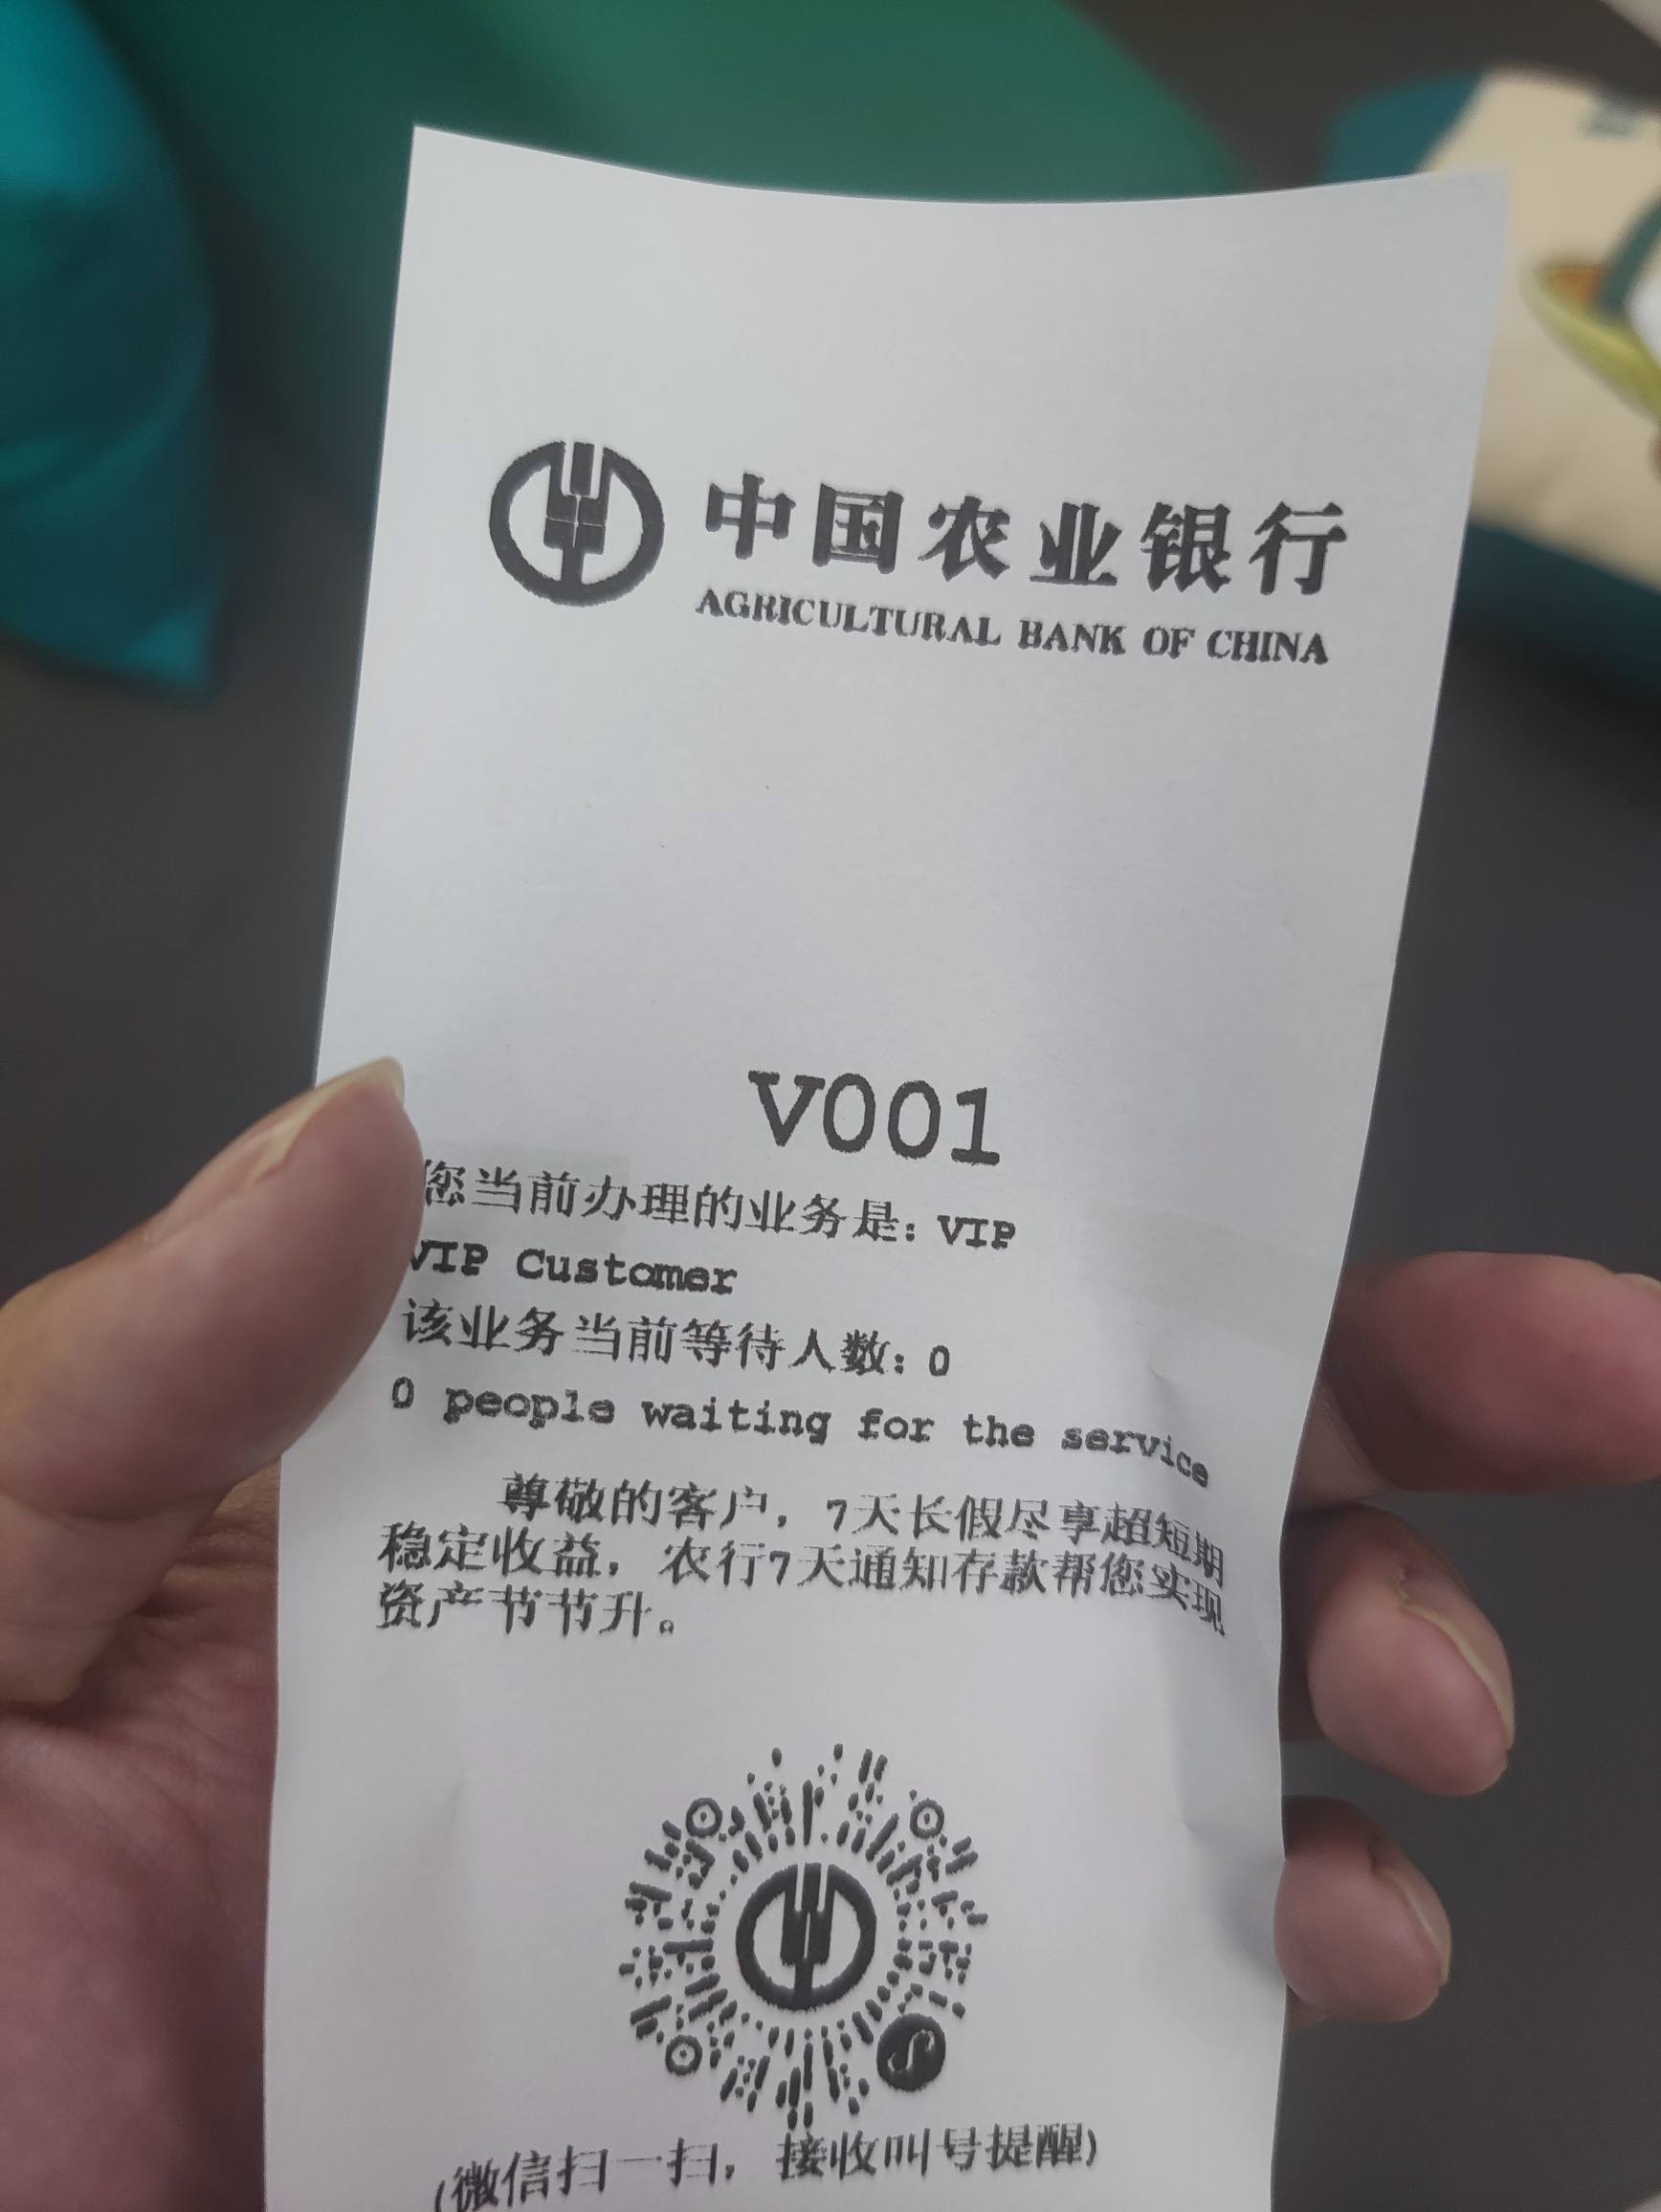 中国农业银行
AGRICULTURAL BANK OF CHINA
V001
您当前办理的业务是: VIP
VIP Customer
该业务当前等待人数: 0
0 people waiting for the service
尊敬的客户, 7天长假尽享超短期
稳定收益, 农行7天通知存款帮您实现
资产节节升。
(微信扫一扫, 接收叫号提醒)